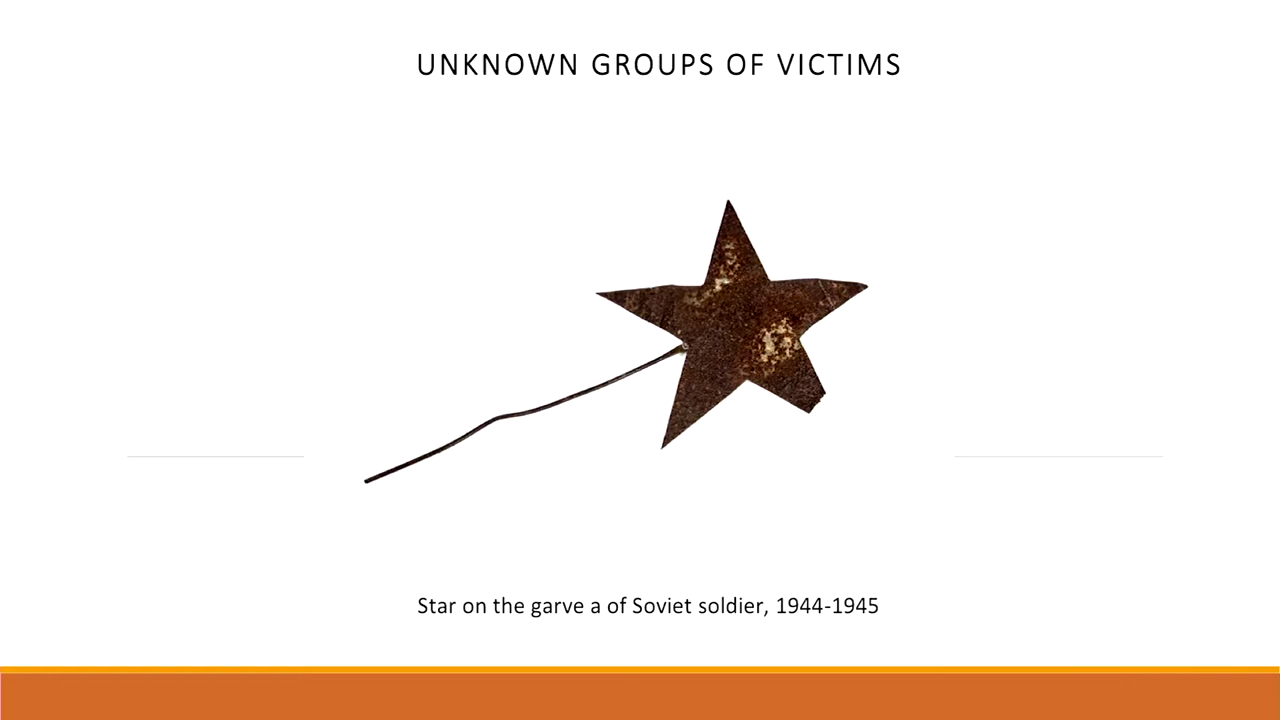 UNKNOWN GROUPS OF VICTIMS
Star on the garve a of Soviet soldier, 1944-1945